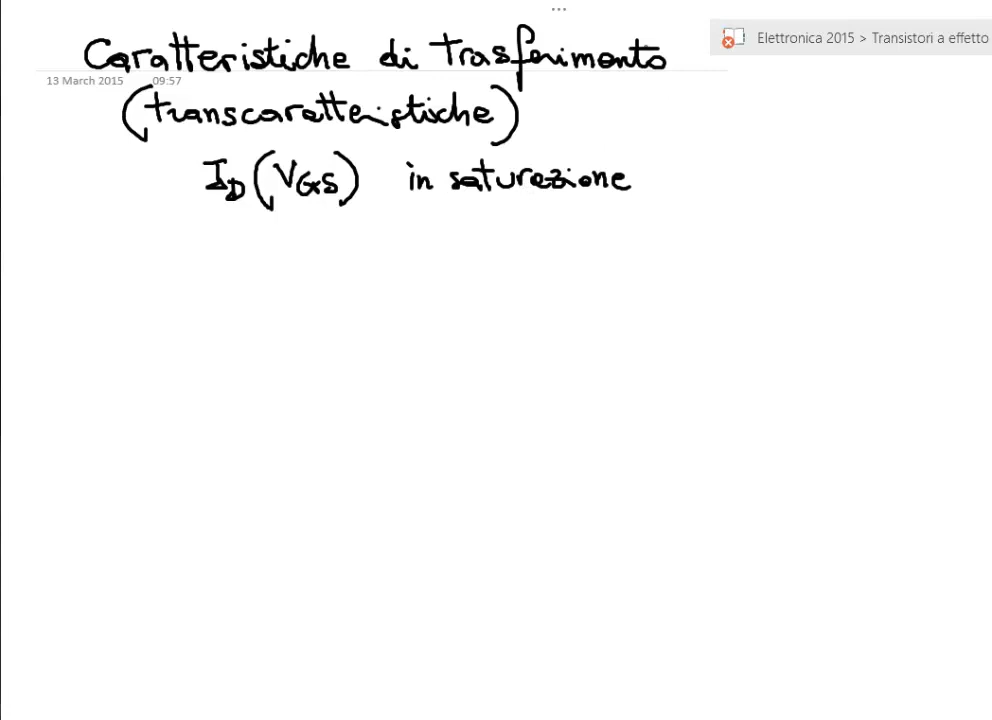 ...
Caratteristiche di trasferimento
Elettronica 2015 > Transistori a effetto
13 March 2015 09:57
(transcaratteristiche)
ID (VGS) in saturazione